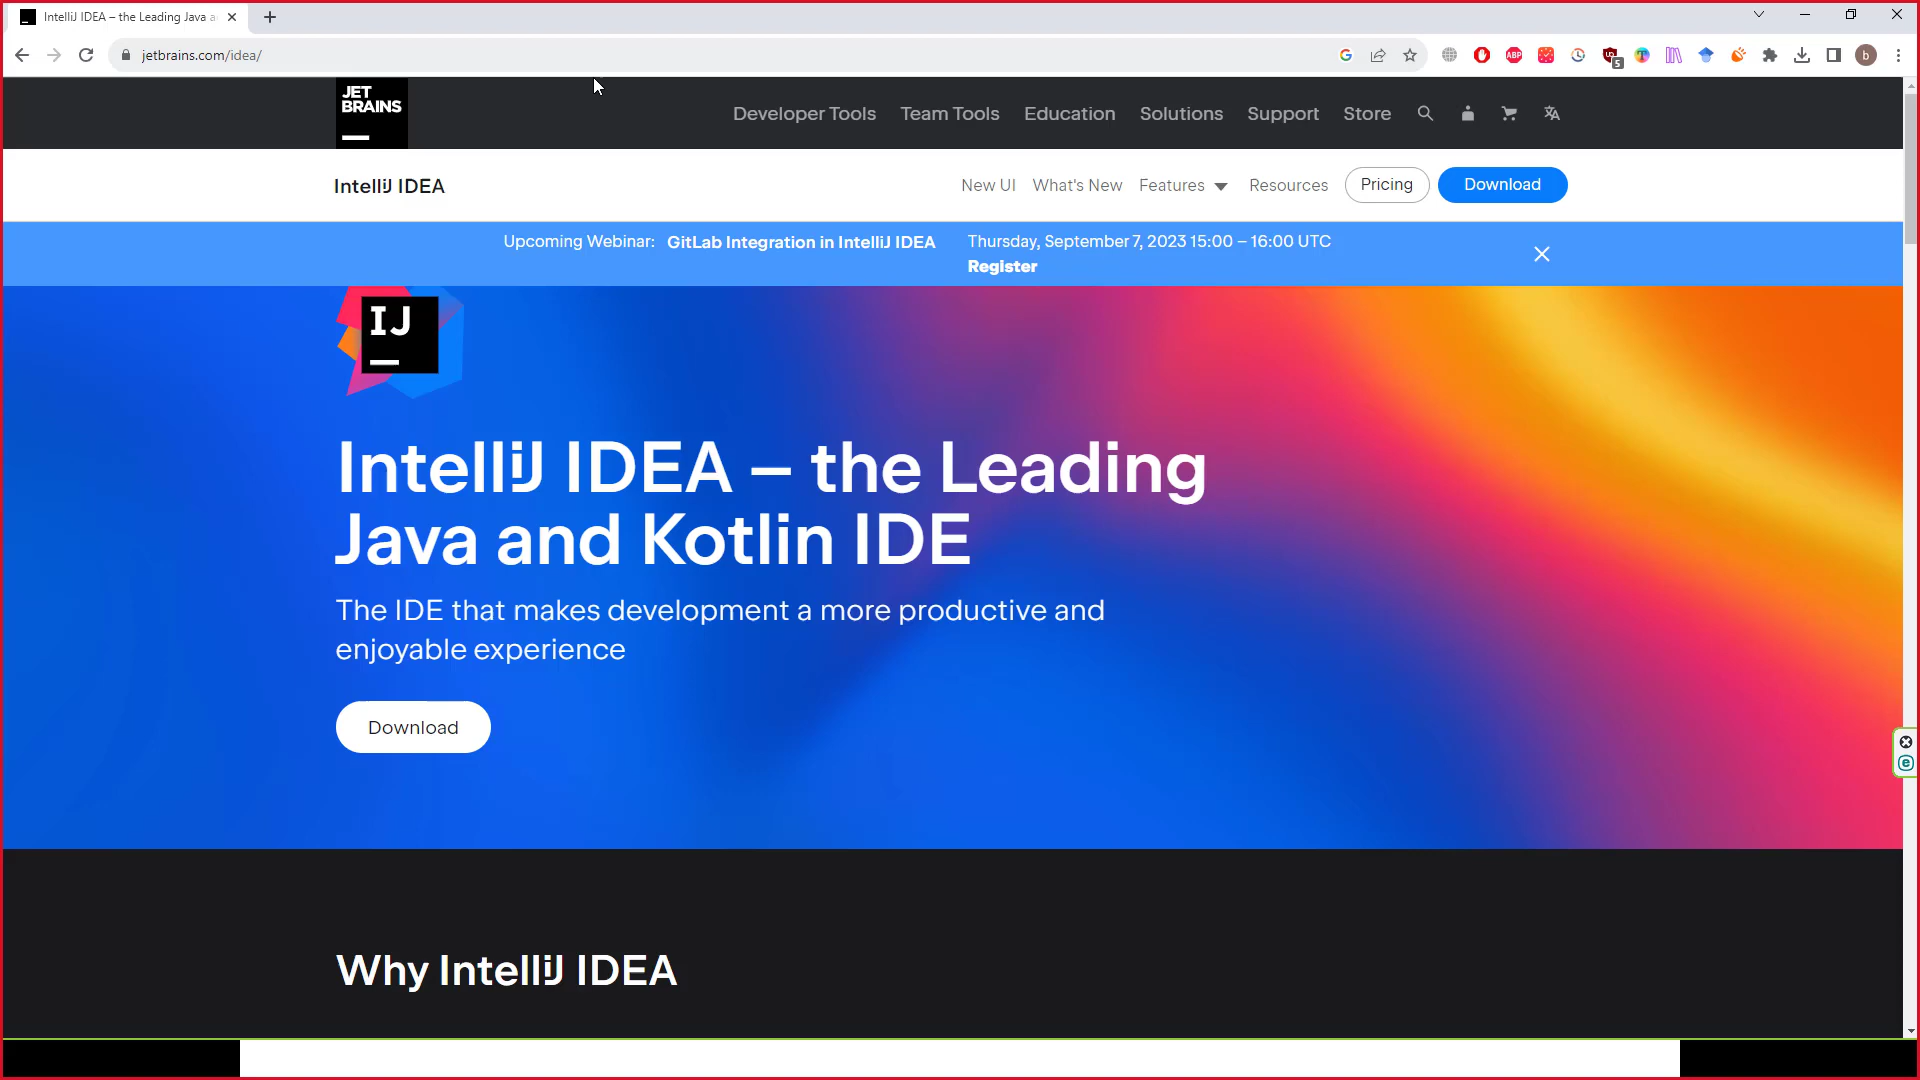 IntelliJ IDEA – the Leading Java a
jetbrains.com/idea/
ABP
5
b
JET
BRAINS
Developer Tools
Team Tools
Education
Solutions
Support
Store
IntelliJ IDEA
New UI
What's New
Features
Resources
Pricing
Download
Upcoming Webinar: GitLab Integration in IntelliJ IDEA
Thursday, September 7, 2023 15:00 – 16:00 UTC
Register
IJ
IntelliJ IDEA – the Leading
Java and Kotlin IDE
The IDE that makes development a more productive and
enjoyable experience
Download
Why IntelliJ IDEA